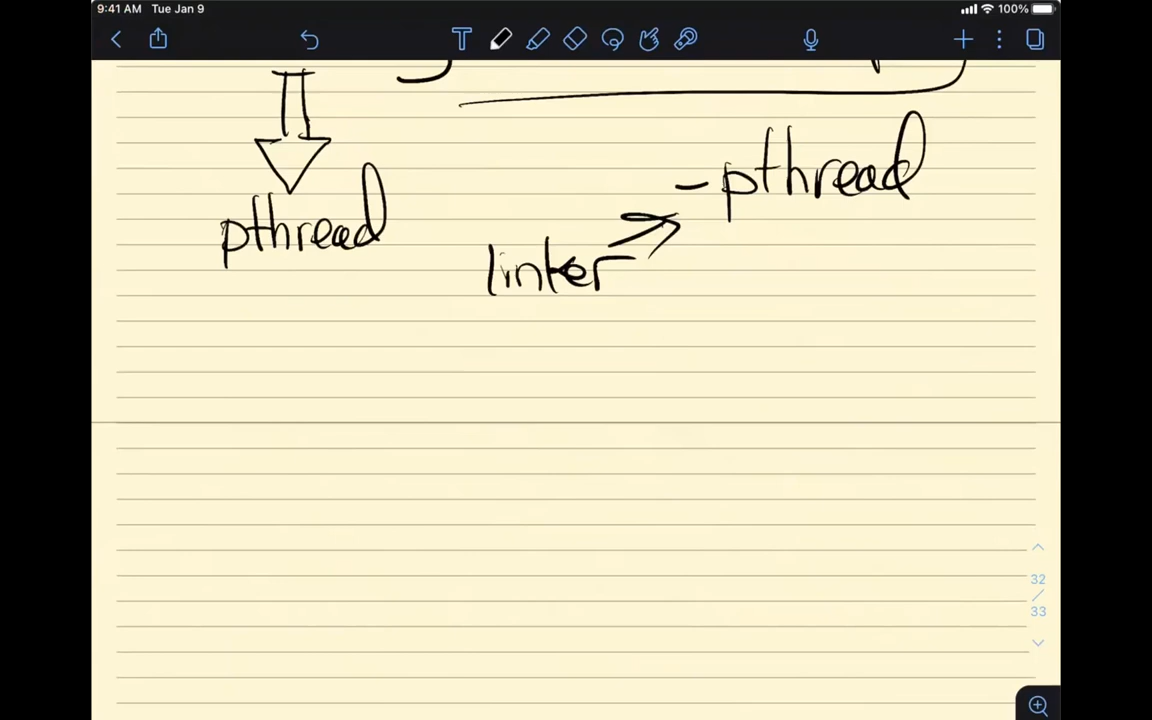 9:41 AM Tue Jan 9
100%
-pthread
pthread
linker
32
/
33